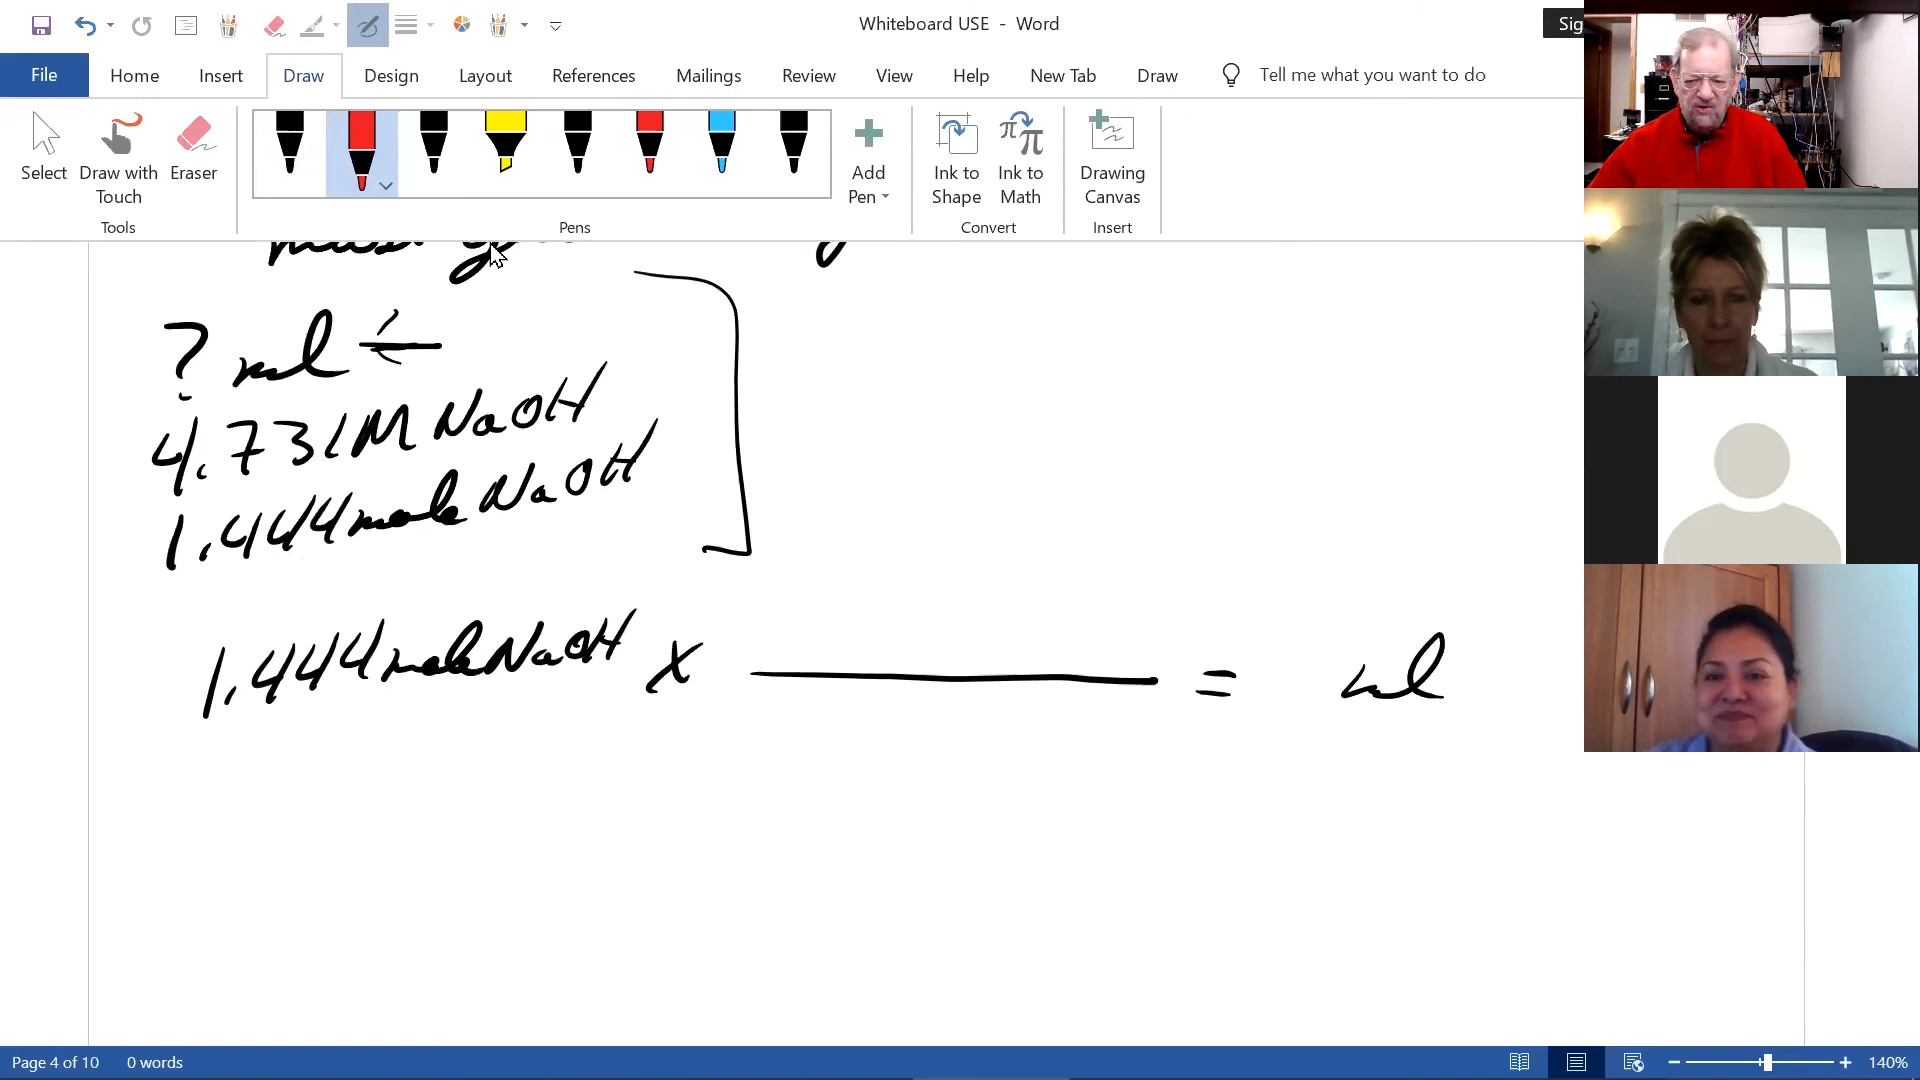 Whiteboard USE - Word
Sig
File Home Insert Draw Design Layout References Mailings Review View Help New Tab Draw Tell me what you want to do
Select Draw with Touch Eraser Add Pen Ink to Shape Ink to Math Drawing Canvas
Tools Pens Convert Insert
? ml ←
4.731M NaOH
1.444 mole NaOH
1.444 mole NaOH x = ml
Page 4 of 10 0 words 140%